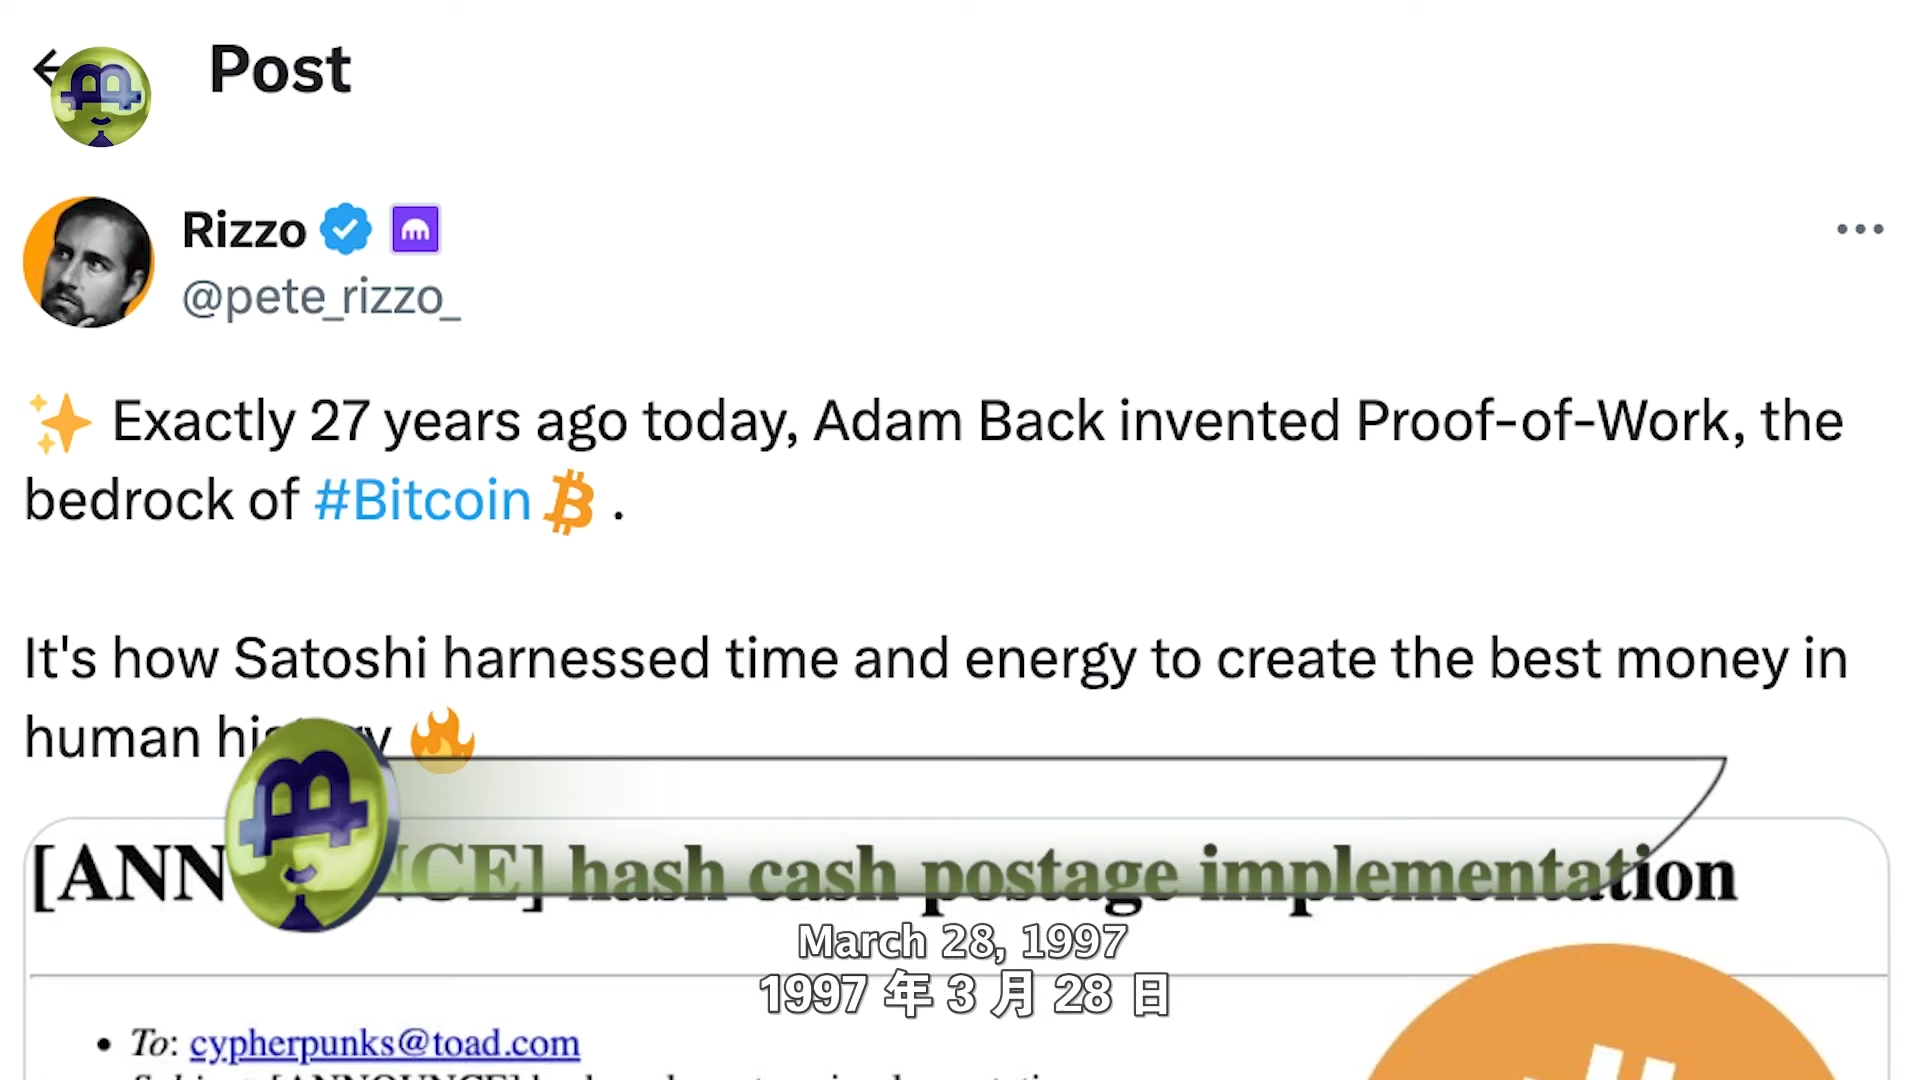 Post
Rizzo
@pete_rizzo_
Exactly 27 years ago today, Adam Back invented Proof-of-Work, the
bedrock of #Bitcoin .
It's how Satoshi harnessed time and energy to create the best money in
human
hash cash postage implementation
March 28, 1997
1997 年 3 月 28 日
To: cypherpunks@toad.com